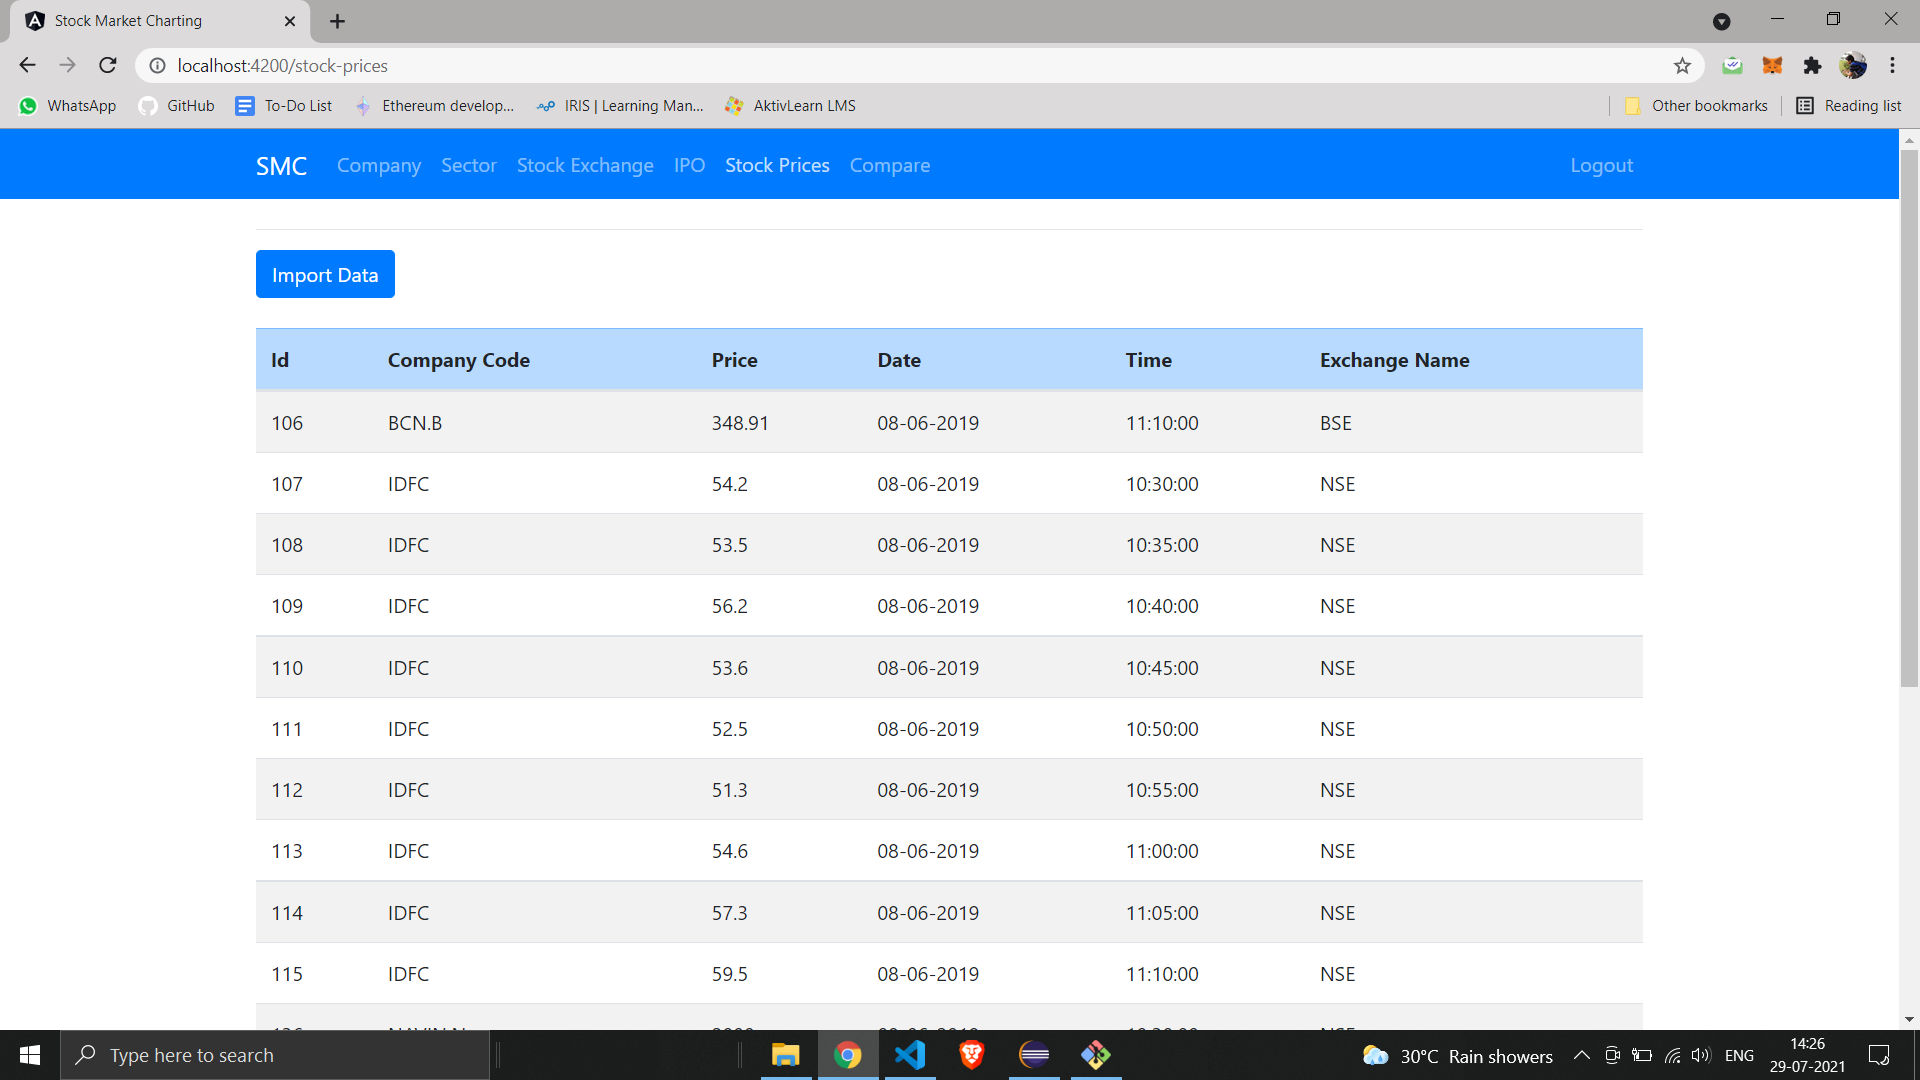 Stock Market Charting
localhost:4200/stock-prices
WhatsApp GitHub To-Do List Ethereum develop... IRIS | Learning Man... AktivLearn LMS Other bookmarks Reading list
SMC Company Sector Stock Exchange IPO Stock Prices Compare Logout
Import Data
Id Company Code Price Date Time Exchange Name
106 BCN.B 348.91 08-06-2019 11:10:00 BSE
107 IDFC 54.2 08-06-2019 10:30:00 NSE
108 IDFC 53.5 08-06-2019 10:35:00 NSE
109 IDFC 56.2 08-06-2019 10:40:00 NSE
110 IDFC 53.6 08-06-2019 10:45:00 NSE
111 IDFC 52.5 08-06-2019 10:50:00 NSE
112 IDFC 51.3 08-06-2019 10:55:00 NSE
113 IDFC 54.6 08-06-2019 11:00:00 NSE
114 IDFC 57.3 08-06-2019 11:05:00 NSE
115 IDFC 59.5 08-06-2019 11:10:00 NSE
Type here to search 30°C Rain showers ENG 14:26
29-07-2021